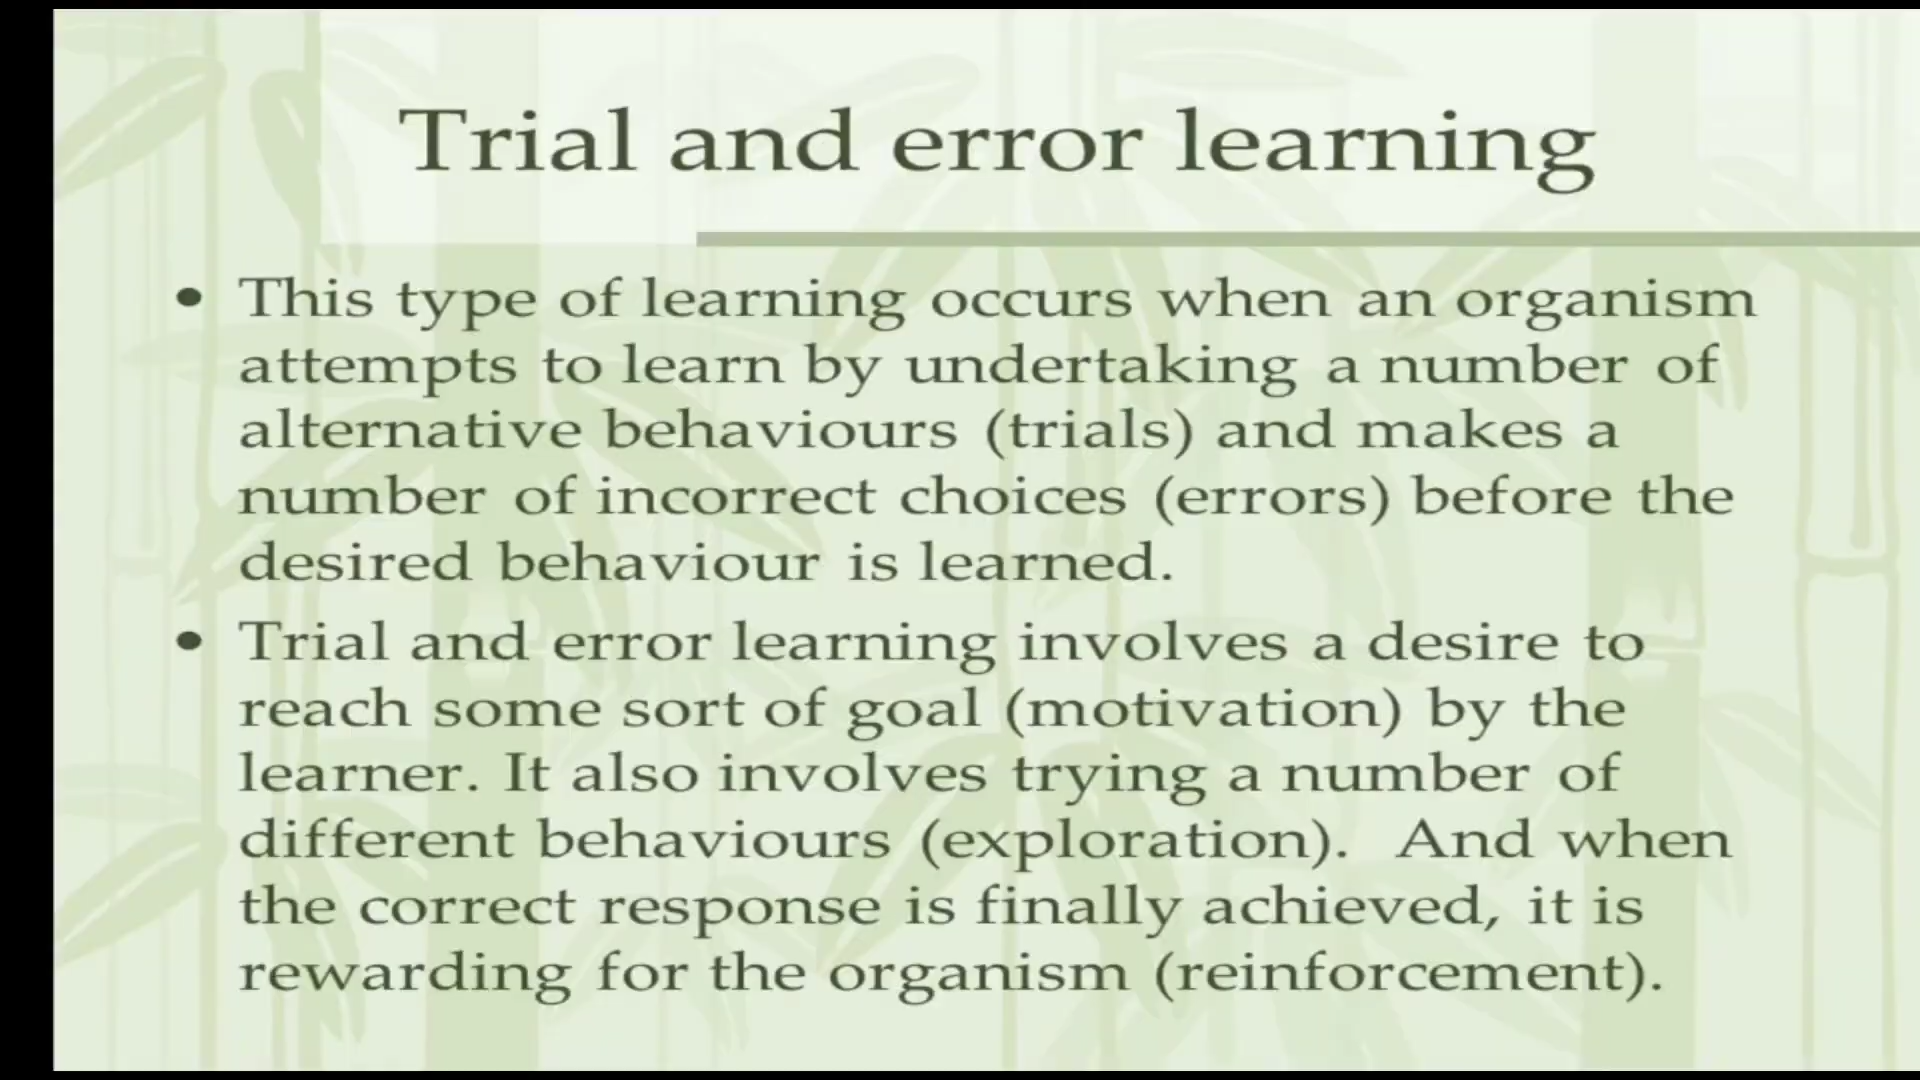 Trial and error learning
• This type of learning occurs when an organism
attempts to learn by undertaking a number of
alternative behaviours (trials) and makes a
number of incorrect choices (errors) before the
desired behaviour is learned.
• Trial and error learning involves a desire to
reach some sort of goal (motivation) by the
learner. It also involves trying a number of
different behaviours (exploration).  And when
the correct response is finally achieved, it is
rewarding for the organism (reinforcement).